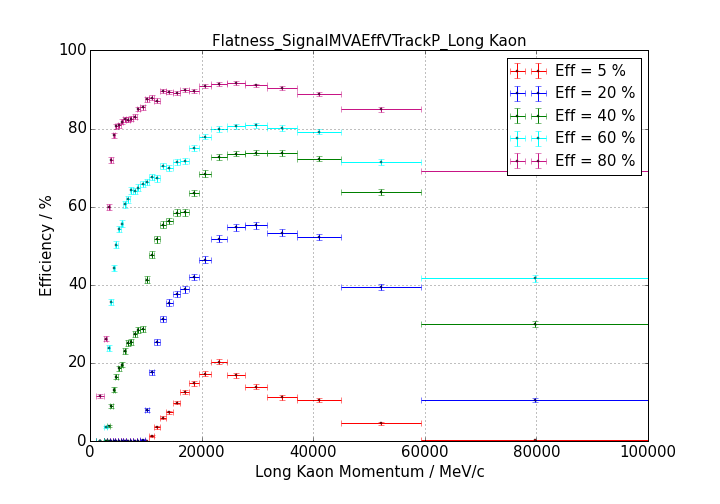 Flatness_SignalMVAEffVTrackP_Long Kaon
100
80
60
40
20
0
Efficiency / %
Eff = 5 %
Eff = 20 %
Eff = 40 %
Eff = 60 %
Eff = 80 %
0 20000 40000 60000 80000 100000
Long Kaon Momentum / MeV/c